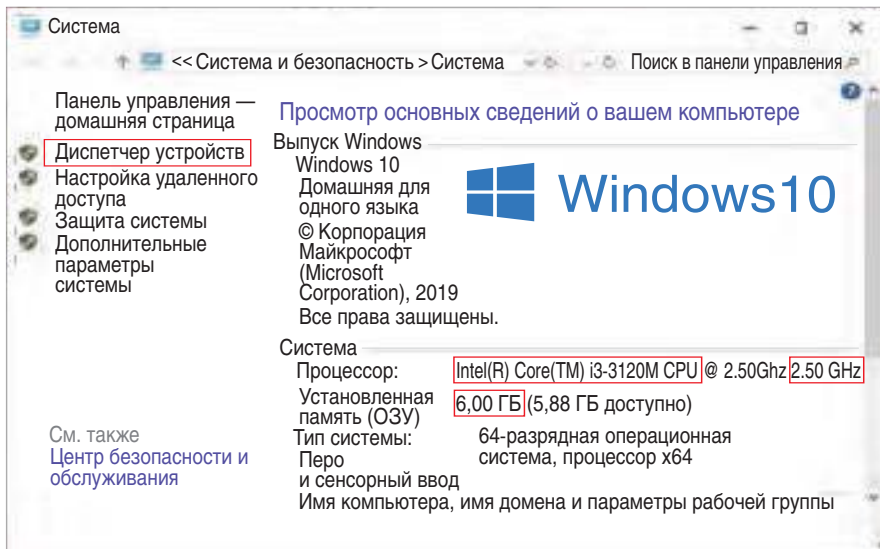 Система
<< Система и безопасность > Система
Поиск в панели управления
Панель управления —
домашняя страница
Диспетчер устройств
Настройка удаленного
доступа
Защита системы
Дополнительные
параметры
системы
См. также
Центр безопасности и
обслуживания
Просмотр основных сведений о вашем компьютере
Выпуск Windows
Windows 10
Домашняя для
одного языка
© Корпорация
Майкрософт
(Microsoft
Corporation), 2019
Все права защищены.
Windows10
Система
Процессор: Intel(R) Core(TM) i3-3120M CPU @ 2.50Ghz 2.50 GHz
Установленная
память (ОЗУ) 6,00 ГБ (5,88 ГБ доступно)
Тип системы: 64-разрядная операционная
система, процессор x64
Перо
и сенсорный ввод
Имя компьютера, имя домена и параметры рабочей группы